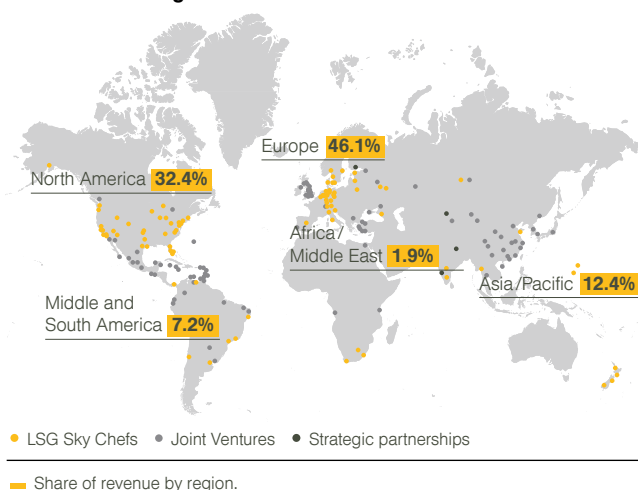 Europe 46.1%
North America 32.4%
Africa/
Middle East 1.9%
Asia/Pacific 12.4%
Middle and
South America 7.2%
LSG Sky Chefs Joint Ventures Strategic partnerships
Share of revenue by region.